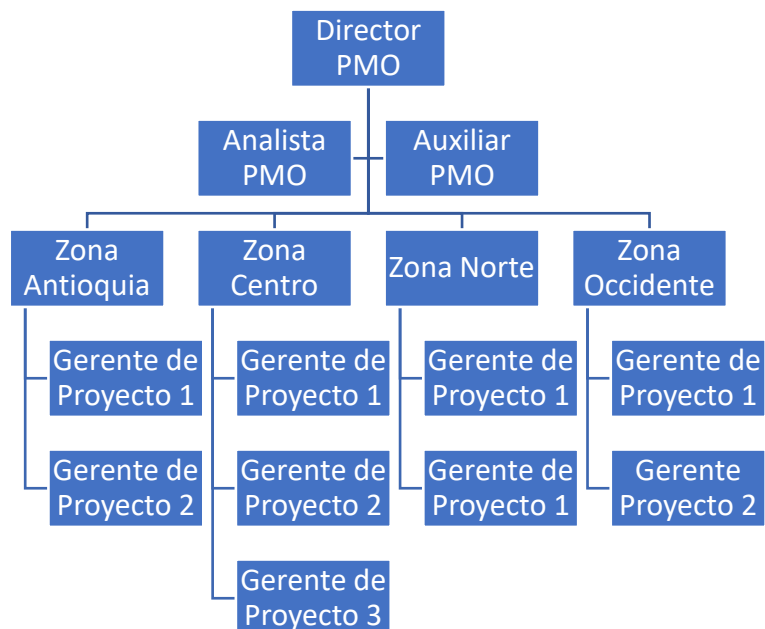 Director
PMO
Analista
PMO
Auxiliar
PMO
Zona
Antioquia
Zona
Centro
Zona Norte
Zona
Occidente
Gerente de
Proyecto 1
Gerente de
Proyecto 2
Gerente de
Proyecto 1
Gerente de
Proyecto 2
Gerente de
Proyecto 3
Gerente de
Proyecto 1
Gerente de
Proyecto 1
Gerente de
Proyecto 1
Gerente
Proyecto 2